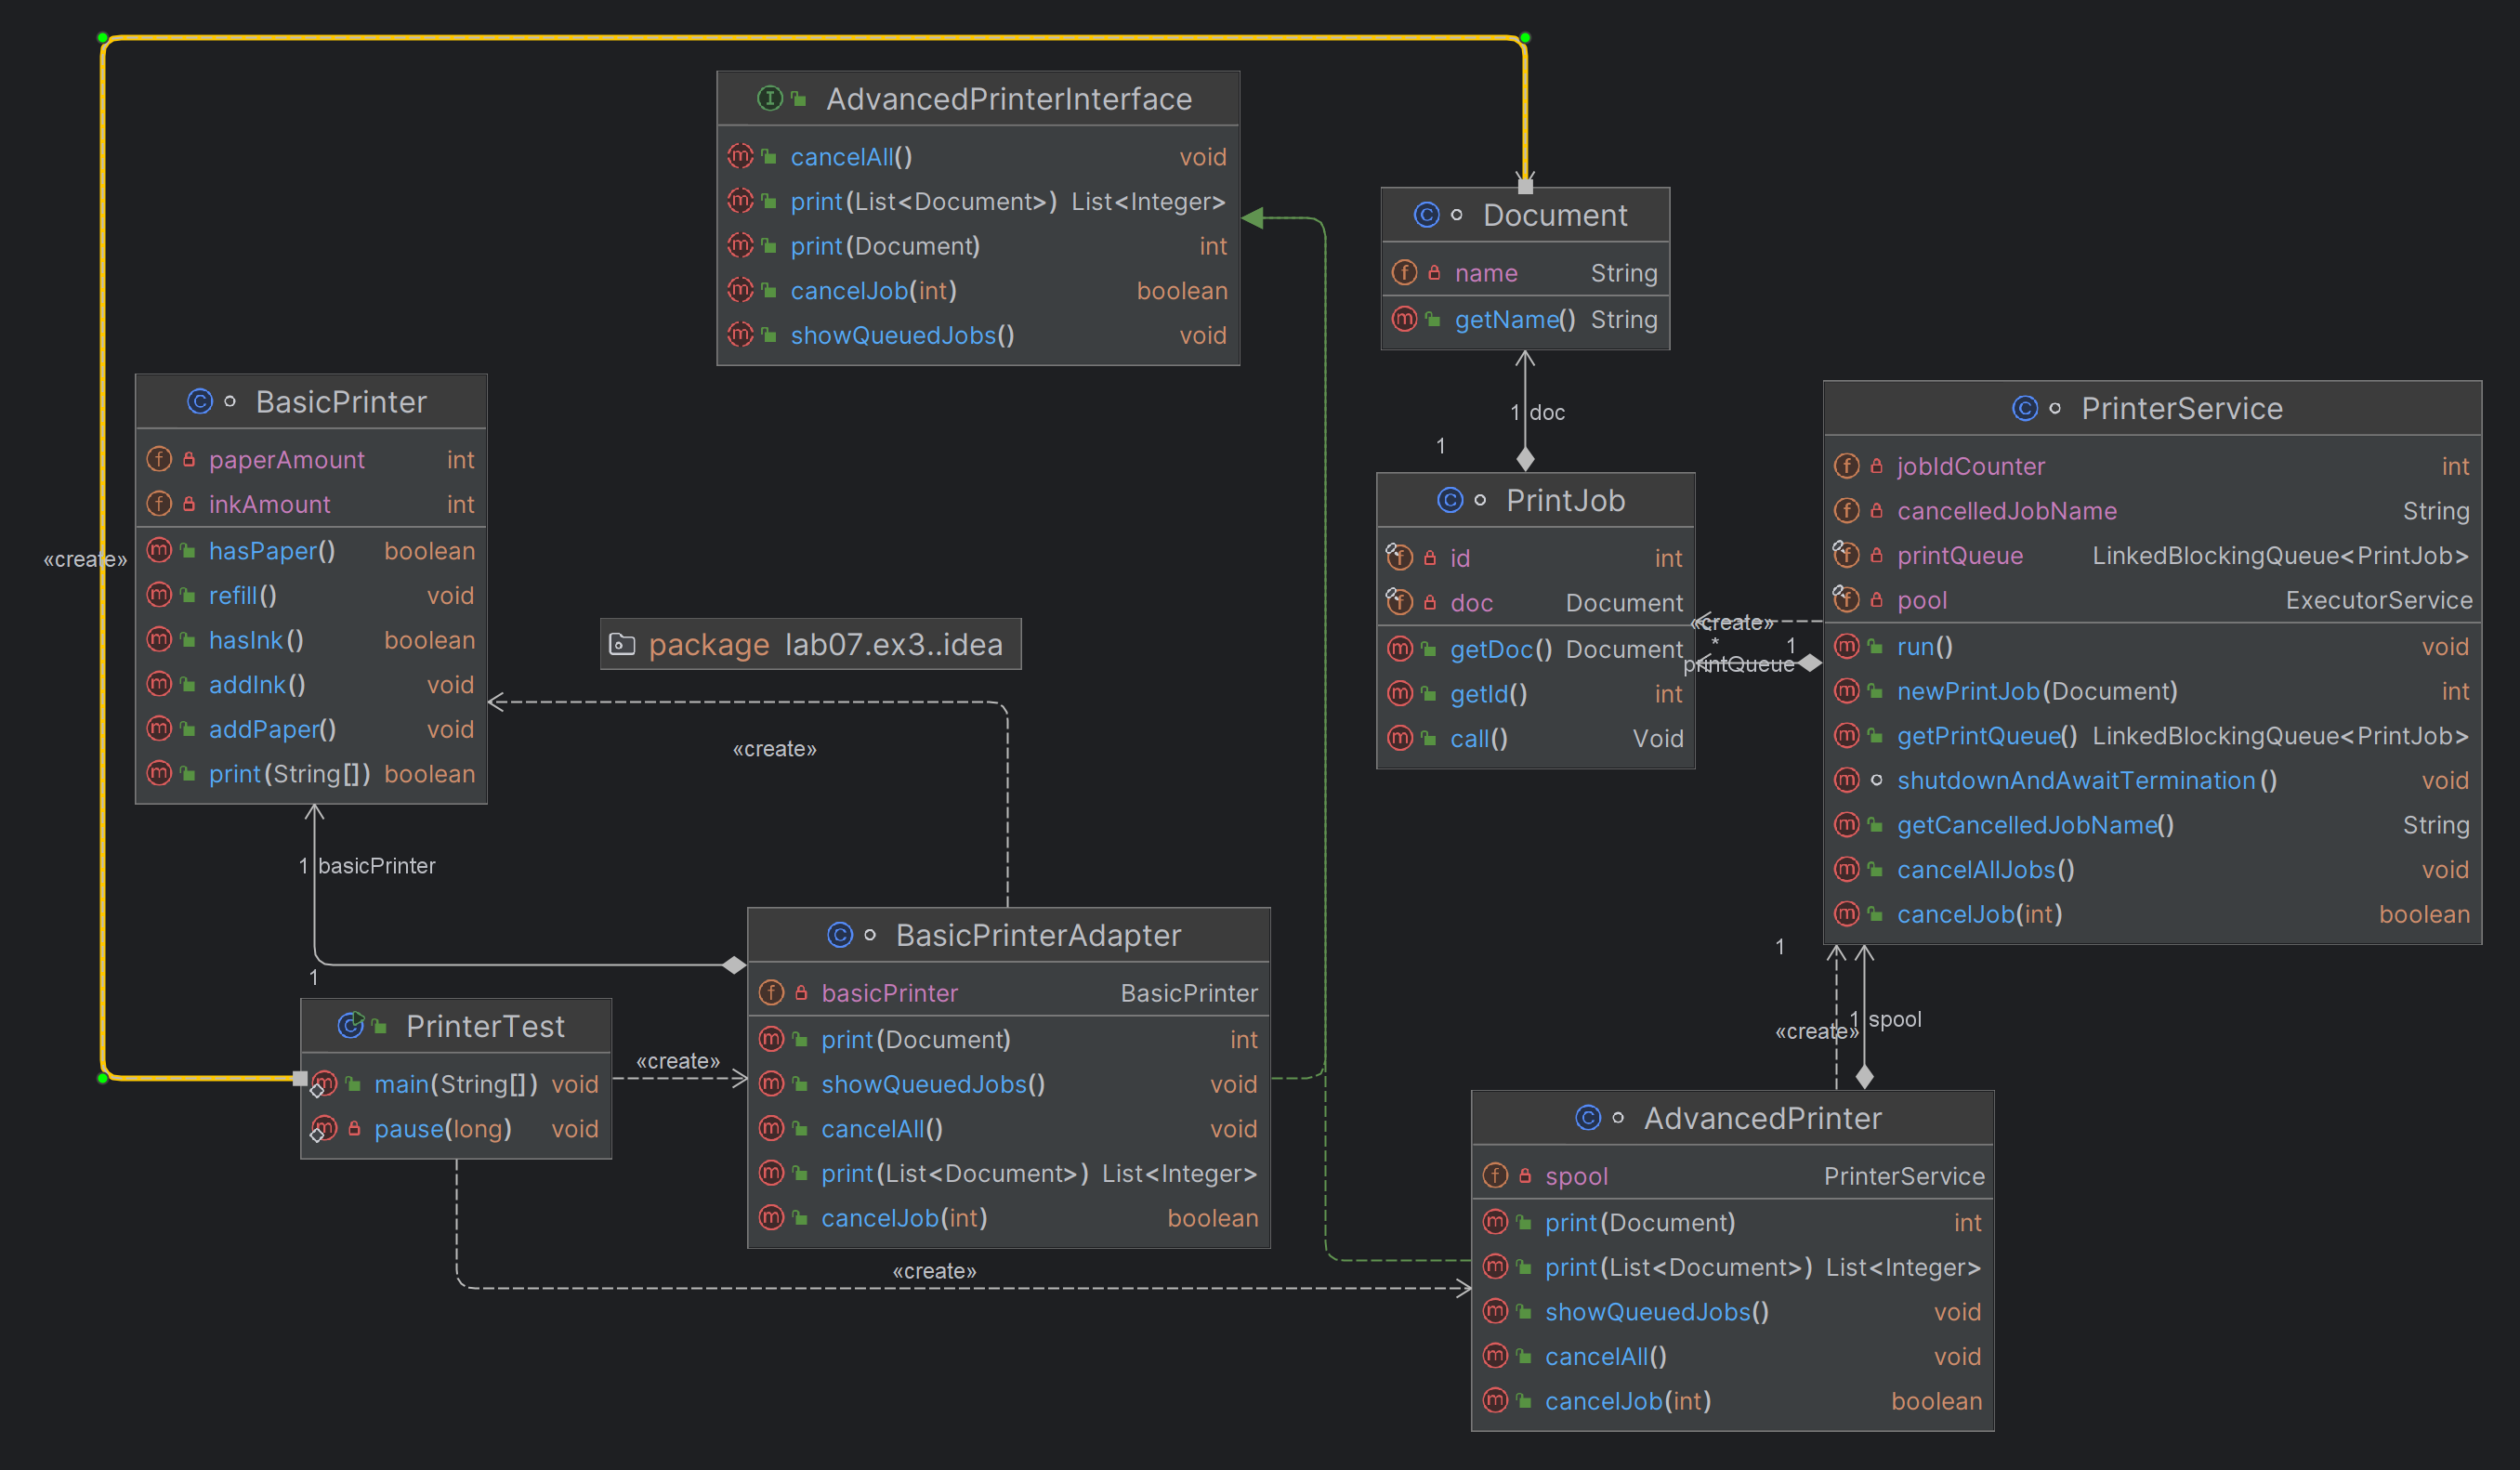 AdvancedPrinterInterface
cancelAll() void
print(List<Document>) List<Integer>
print(Document) int
cancelJob(int) boolean
showQueuedJobs() void
Document
name String
getName() String
BasicPrinter
paperAmount int
inkAmount int
hasPaper() boolean
refill() void
hasInk() boolean
addInk() void
addPaper() void
print(String[]) boolean
«create»
1 doc
1
PrintJob
id int
doc Document
getDoc() Document
getId() int
call() Void
PrinterService
jobIdCounter int
cancelledJobName String
printQueue LinkedBlockingQueue<PrintJob>
pool ExecutorService
run() void
newPrintJob(Document) int
getPrintQueue() LinkedBlockingQueue<PrintJob>
shutdownAndAwaitTermination() void
getCancelledJobName() String
cancelAllJobs() void
cancelJob(int) boolean
«create»
* 1
printQueue
package lab07.ex3..idea
«create»
1 basicPrinter
1
PrinterTest
main(String[]) void
pause(long) void
«create»
BasicPrinterAdapter
basicPrinter BasicPrinter
print(Document) int
showQueuedJobs() void
cancelAll() void
print(List<Document>) List<Integer>
cancelJob(int) boolean
1
«create»
1 spool
«create»
AdvancedPrinter
spool PrinterService
print(Document) int
print(List<Document>) List<Integer>
showQueuedJobs() void
cancelAll() void
cancelJob(int) boolean